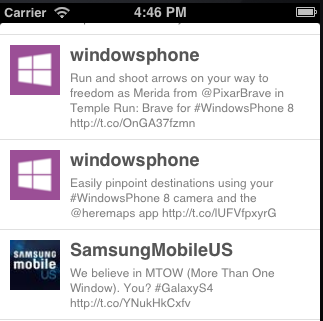 Carrier 4:46 PM
windowsphone
Run and shoot arrows on your way to
freedom as Merida from @PixarBrave in
Temple Run: Brave for #WindowsPhone 8
http://t.co/OnGA37fzmn
windowsphone
Easily pinpoint destinations using your
#WindowsPhone 8 camera and the
@heremaps app http://t.co/lUFVfpxyrG
SAMSUNG
mobile
US
SamsungMobileUS
We believe in MTOW (More Than One
Window). You? #GalaxyS4
http://t.co/YNukHkCxfv